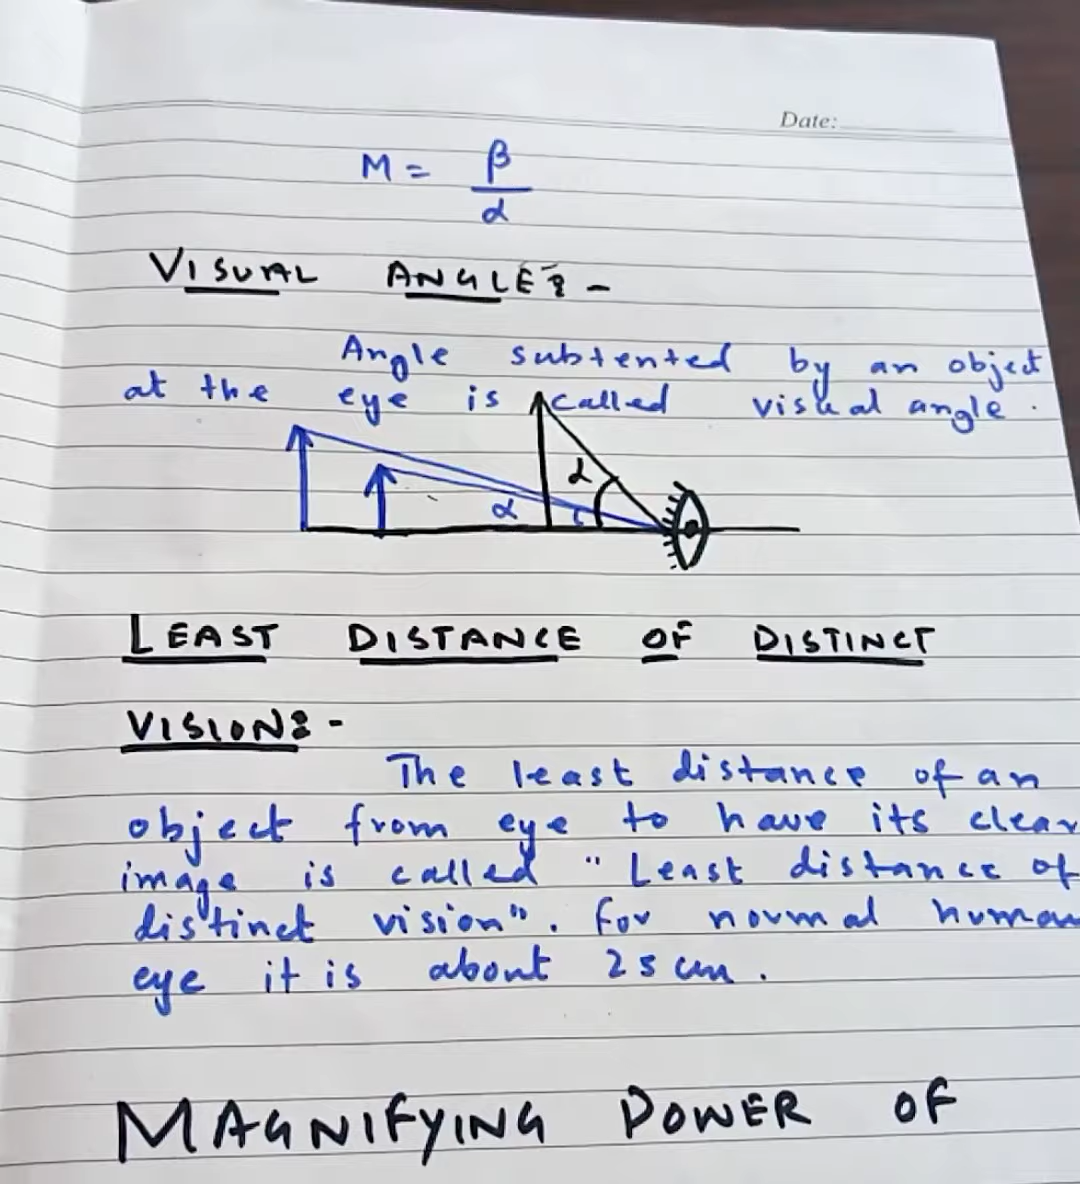 Date:
M = β/α
VISUAL ANGLE:-
Angle subtented by an object
at the eye is called visual angle.
α
α
LEAST DISTANCE OF DISTINCT
VISION:-
The least distance of an
object from eye to have its clear
image is called "Least distance of
distinct vision". For normal human
eye it is about 25 cm.
MAGNIFYING POWER OF